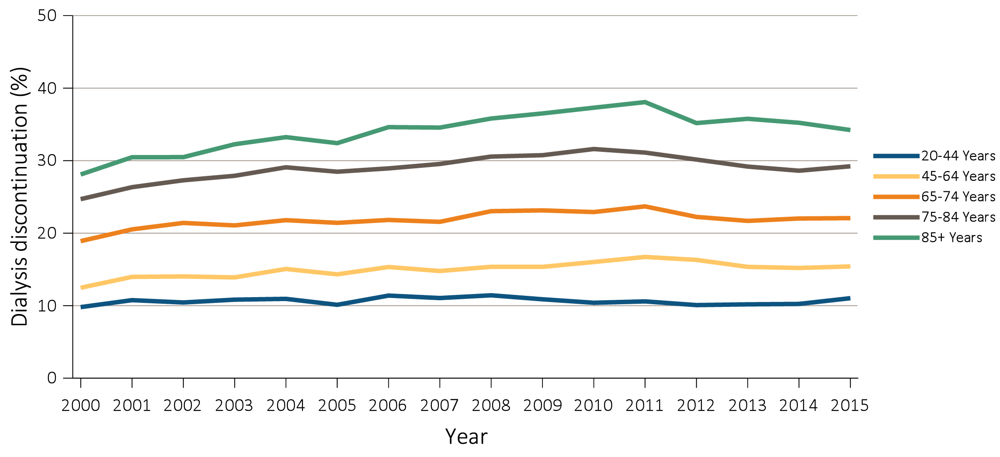 Dialysis discontinuation (%)
50
40
30
20
10
0
2000 2001 2002 2003 2004 2005 2006 2007 2008 2009 2010 2011 2012 2013 2014 2015
Year
20-44 Years
45-64 Years
65-74 Years
75-84 Years
85+ Years